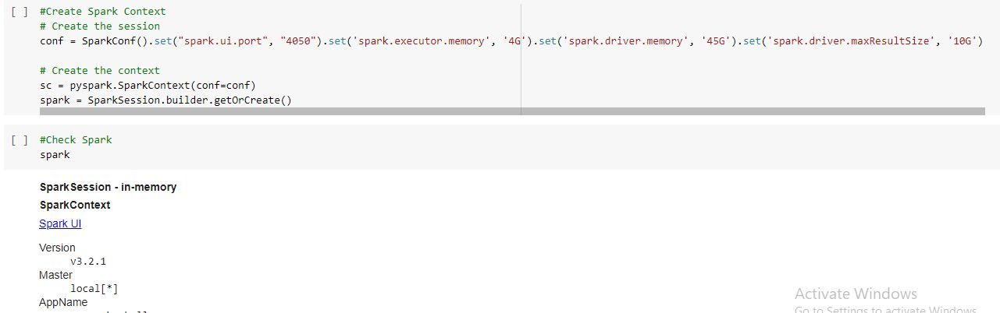 [ ] #Create Spark Context
# Create the session
conf = SparkConf().set("spark.ui.port", "4050").set('spark.executor.memory', '4G').set('spark.driver.memory', '45G').set('spark.driver.maxResultSize', '10G')
# Create the context
sc = pyspark.SparkContext(conf=conf)
spark = SparkSession.builder.getOrCreate()
[ ] #Check Spark
spark
SparkSession - in-memory
SparkContext
Spark UI
Version
v3.2.1
Master
local[*]
AppName
Activate Windows
Go to Settings to activate Windows.